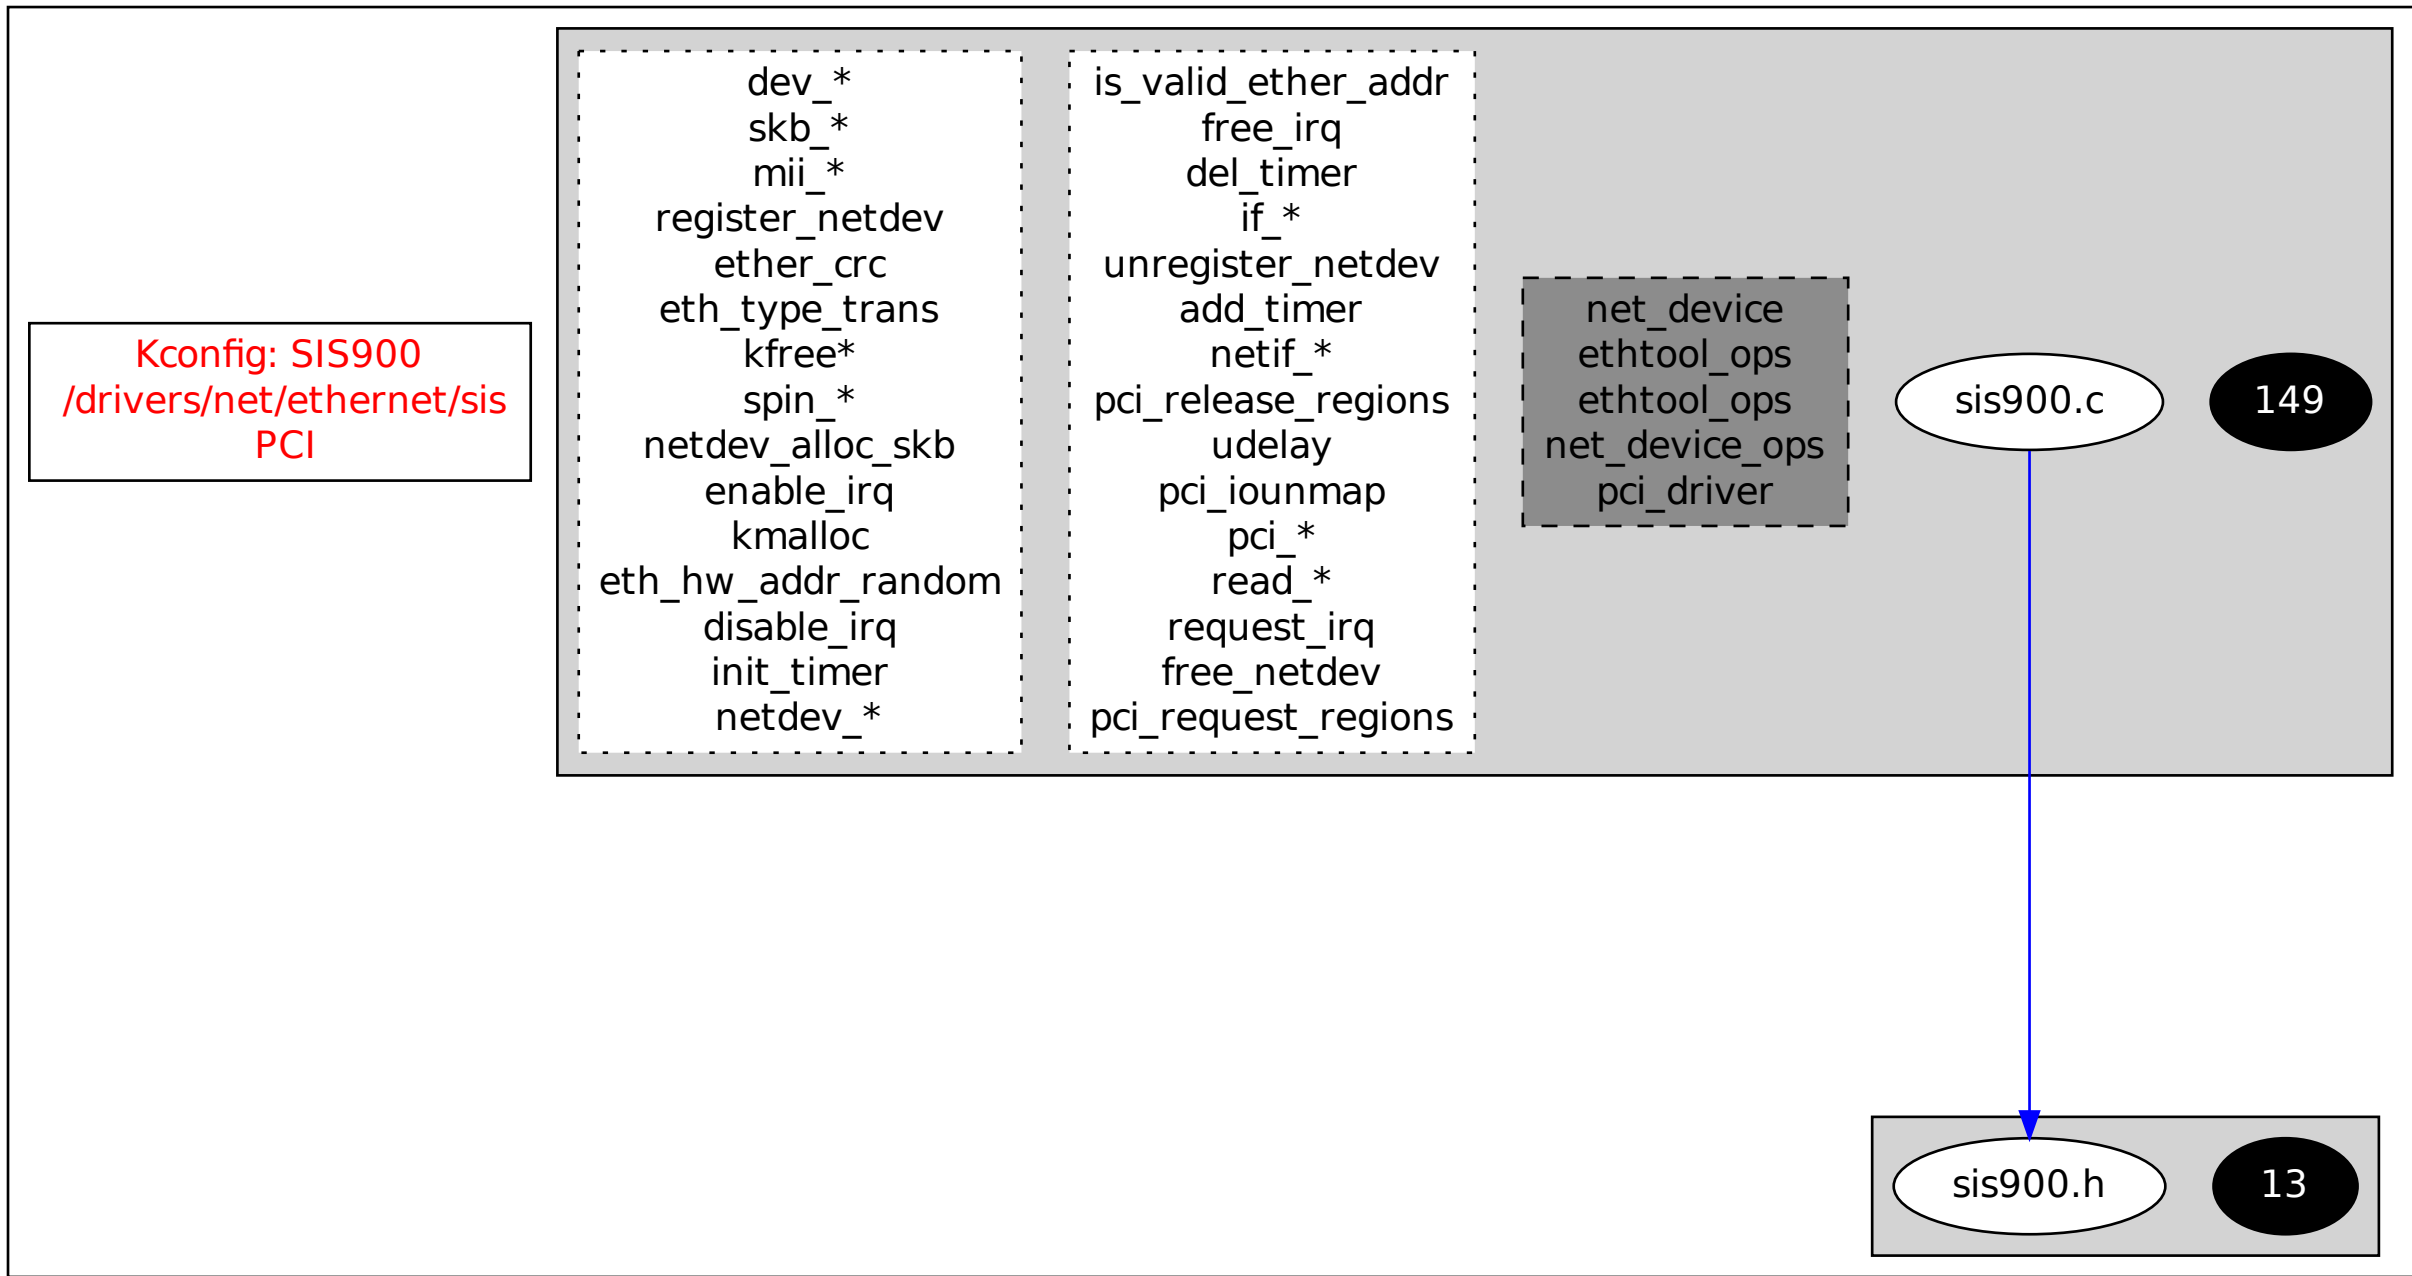 Kconfig: SIS900
/drivers/net/ethernet/sis
PCI
dev_*
skb_*
mii_*
register_netdev
ether_crc
eth_type_trans
kfree*
spin_*
netdev_alloc_skb
enable_irq
kmalloc
eth_hw_addr_random
disable_irq
init_timer
netdev_*
is_valid_ether_addr
free_irq
del_timer
if_*
unregister_netdev
add_timer
netif_*
pci_release_regions
udelay
pci_iounmap
pci_*
read_*
request_irq
free_netdev
pci_request_regions
net_device
ethtool_ops
ethtool_ops
net_device_ops
pci_driver
sis900.c
149
sis900.h
13